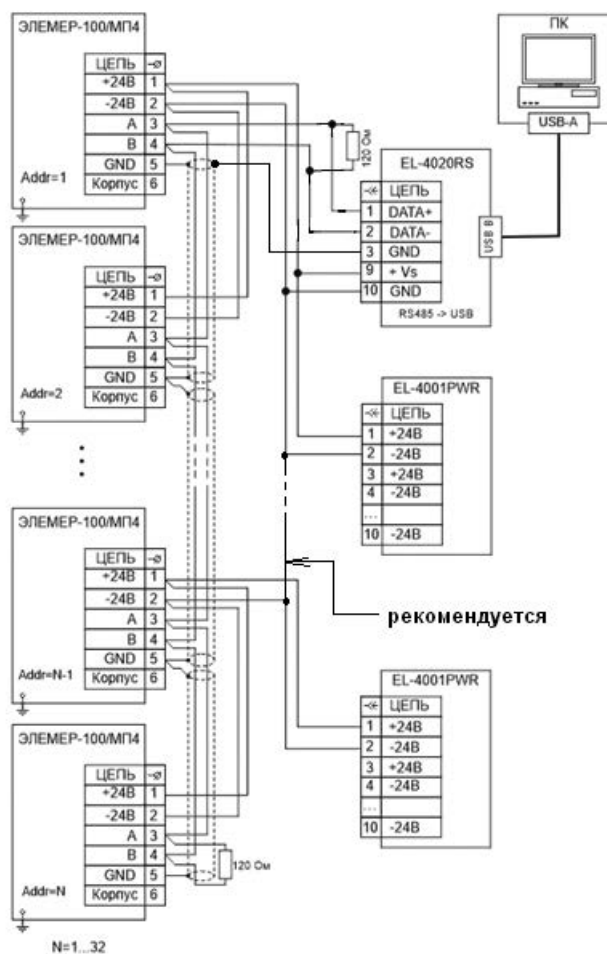 ЭЛЕМЕР-100/МП4
ЦЕПЬ
+24В 1
-24В 2
А 3
В 4
GND 5
Корпус 6
Addr=1
ЭЛЕМЕР-100/МП4
ЦЕПЬ
+24В 1
-24В 2
А 3
В 4
GND 5
Корпус 6
Addr=2
ЭЛЕМЕР-100/МП4
ЦЕПЬ
+24В 1
-24В 2
А 3
В 4
GND 5
Корпус 6
Addr=N-1
ЭЛЕМЕР-100/МП4
ЦЕПЬ
+24В 1
-24В 2
А 3
В 4
GND 5
Корпус 6
Addr=N
N=1...32
120 Ом
120 Ом
ПК
USB-A
EL-4020RS
ЦЕПЬ
1 DATA+
2 DATA-
3 GND
9 + Vs
10 GND
USB B
RS485 -> USB
EL-4001PWR
ЦЕПЬ
1 +24В
2 -24В
3 +24В
4 -24В
...
10 -24В
рекомендуется
EL-4001PWR
ЦЕПЬ
1 +24В
2 -24В
3 +24В
4 -24В
...
10 -24В